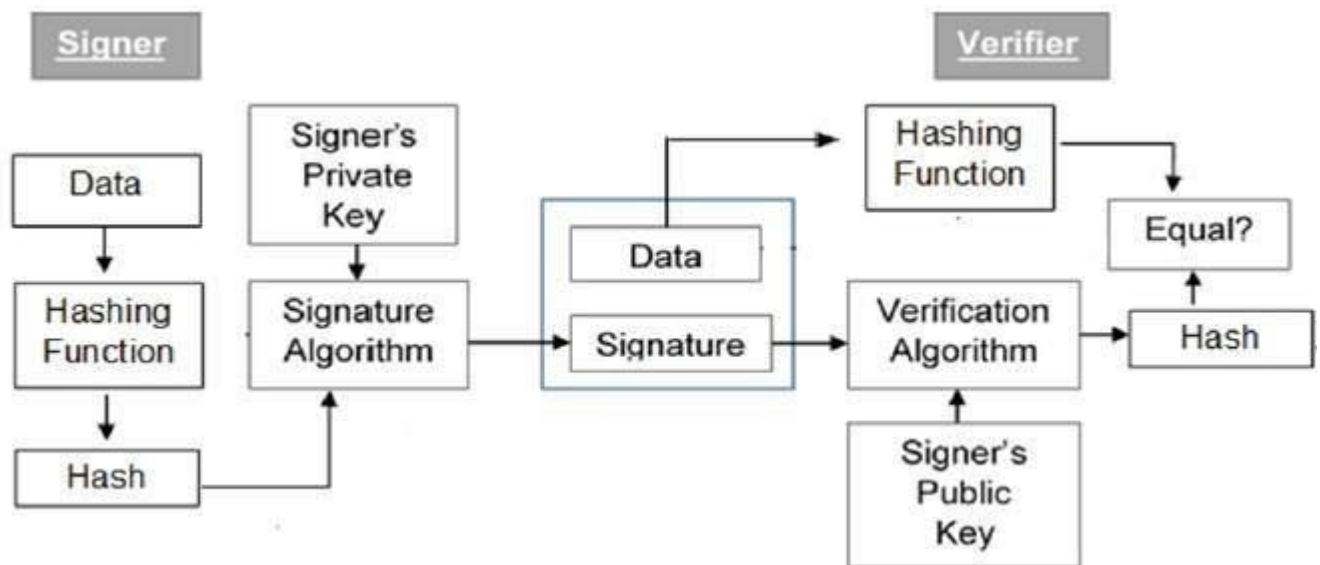 Signer
Verifier
Data
Hashing
Function
Hash
Signer's
Private
Key
Signature
Algorithm
Data
Signature
Hashing
Function
Verification
Algorithm
Signer's
Public
Key
Equal?
Hash